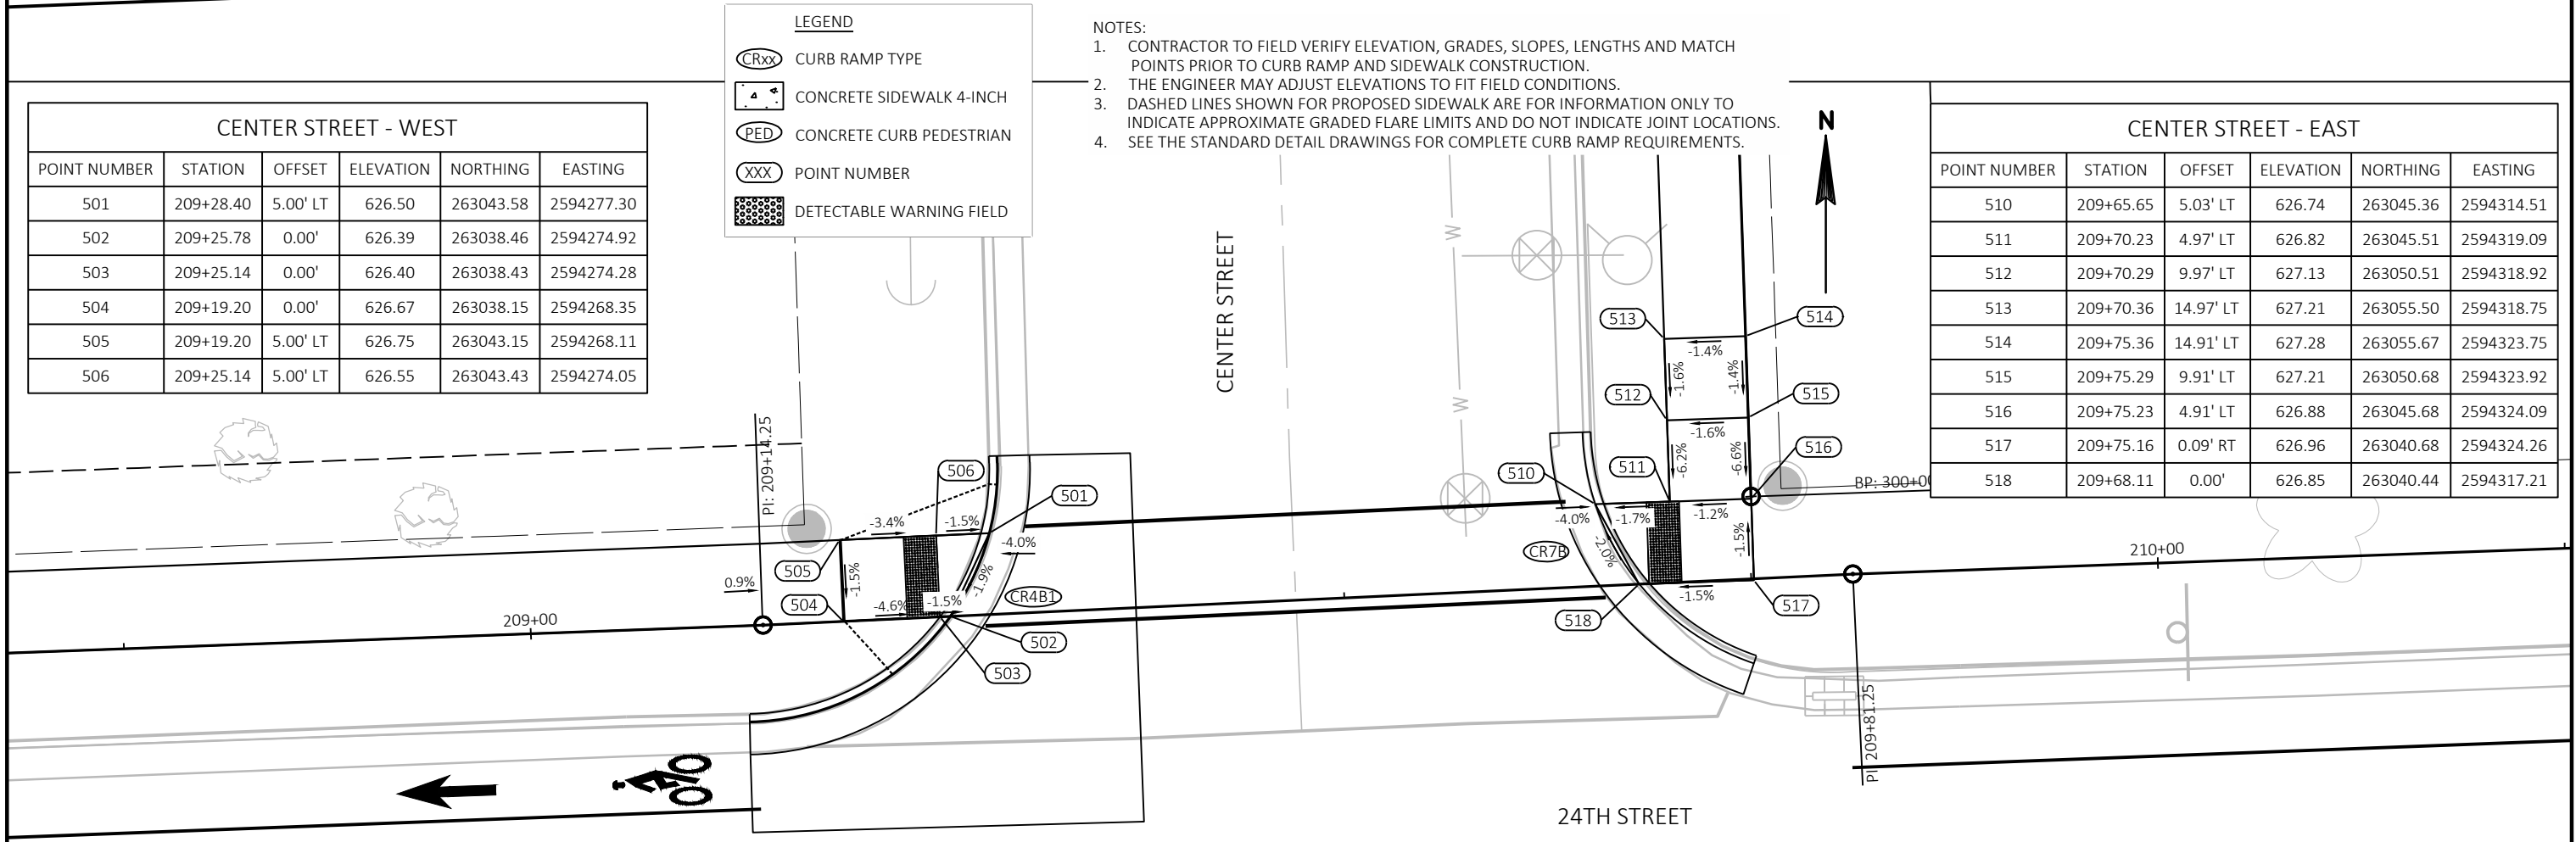 LEGEND
CRxx CURB RAMP TYPE
CONCRETE SIDEWALK 4-INCH
PED CONCRETE CURB PEDESTRIAN
XXX POINT NUMBER
DETECTABLE WARNING FIELD
NOTES:
1. CONTRACTOR TO FIELD VERIFY ELEVATION, GRADES, SLOPES, LENGTHS AND MATCH
POINTS PRIOR TO CURB RAMP AND SIDEWALK CONSTRUCTION.
2. THE ENGINEER MAY ADJUST ELEVATIONS TO FIT FIELD CONDITIONS.
3. DASHED LINES SHOWN FOR PROPOSED SIDEWALK ARE FOR INFORMATION ONLY TO
INDICATE APPROXIMATE GRADED FLARE LIMITS AND DO NOT INDICATE JOINT LOCATIONS.
4. SEE THE STANDARD DETAIL DRAWINGS FOR COMPLETE CURB RAMP REQUIREMENTS.
CENTER STREET - WEST
POINT NUMBER STATION OFFSET ELEVATION NORTHING EASTING
501 209+28.40 5.00' LT 626.50 263043.58 2594277.30
502 209+25.78 0.00' 626.39 263038.46 2594274.92
503 209+25.14 0.00' 626.40 263038.43 2594274.28
504 209+19.20 0.00' 626.67 263038.15 2594268.35
505 209+19.20 5.00' LT 626.75 263043.15 2594268.11
506 209+25.14 5.00' LT 626.55 263043.43 2594274.05
CENTER STREET - EAST
POINT NUMBER STATION OFFSET ELEVATION NORTHING EASTING
510 209+65.65 5.03' LT 626.74 263045.36 2594314.51
511 209+70.23 4.97' LT 626.82 263045.51 2594319.09
512 209+70.29 9.97' LT 627.13 263050.51 2594318.92
513 209+70.36 14.97' LT 627.21 263055.50 2594318.75
514 209+75.36 14.91' LT 627.28 263055.67 2594323.75
515 209+75.29 9.91' LT 627.21 263050.68 2594323.92
516 209+75.23 4.91' LT 626.88 263045.68 2594324.09
517 209+75.16 0.09' RT 626.96 263040.68 2594324.26
518 209+68.11 0.00' 626.85 263040.44 2594317.21
N
CENTER STREET
W
W
513
514
-1.4%
-1.6%
-1.4%
512
515
-1.6%
-6.2%
-6.6%
516
510
511
BP: 300+00
-4.0%
-1.7%
-1.2%
-2.0%
-1.5%
CR7B
-1.5%
517
518
210+00
PI 209+81.25
PI: 209+14.25
506
501
-3.4%
-1.5%
-4.0%
505
-1.5%
-1.9%
0.9%
504
-4.6%
-1.5%
CR4B1
502
503
209+00
24TH STREET